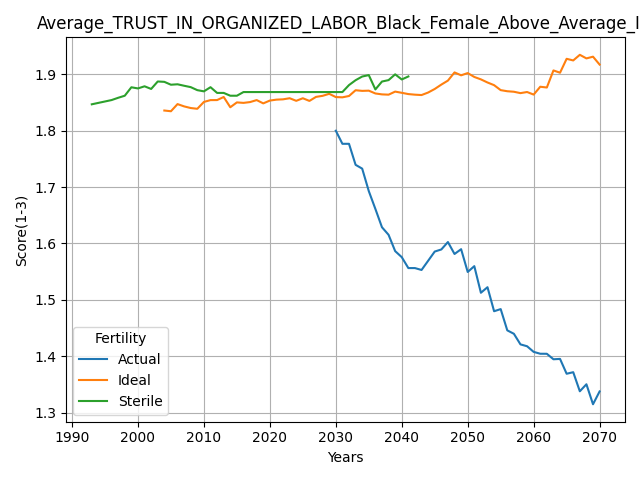 Average_TRUST_IN_ORGANIZED_LABOR_Black_Female_Above_Average_I
Score(1-3)
1.9
1.8
1.7
1.6
1.5
1.4
1.3
Fertility
Actual
Ideal
Sterile
1990 2000 2010 2020 2030 2040 2050 2060 2070
Years